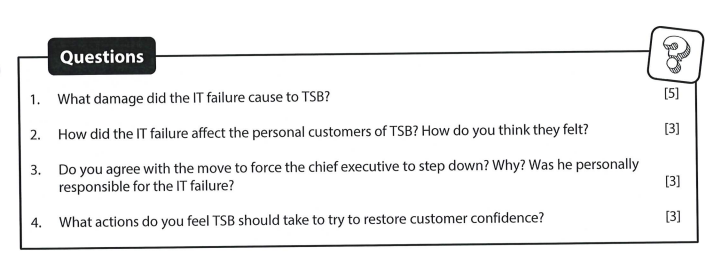 Questions
1. What damage did the IT failure cause to TSB? [5]
2. How did the IT failure affect the personal customers of TSB? How do you think they felt? [3]
3. Do you agree with the move to force the chief executive to step down? Why? Was he personally
responsible for the IT failure? [3]
4. What actions do you feel TSB should take to try to restore customer confidence? [3]